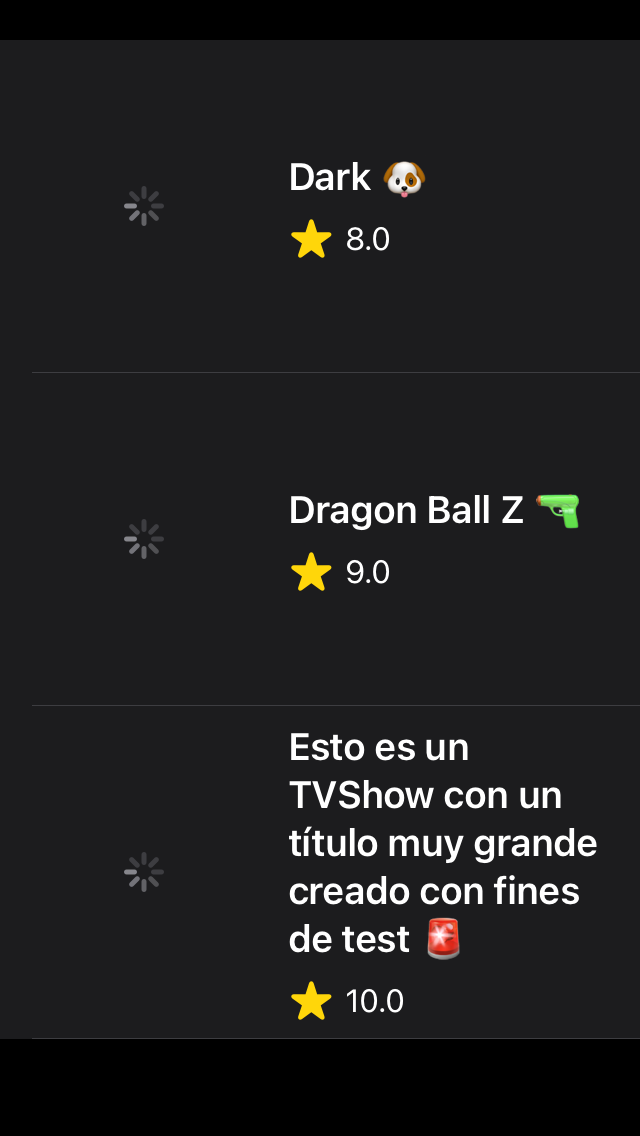 Dark 🐶
8.0
Dragon Ball Z 🔫
9.0
Esto es un
TVShow con un
título muy grande
creado con fines
de test 🚨
10.0